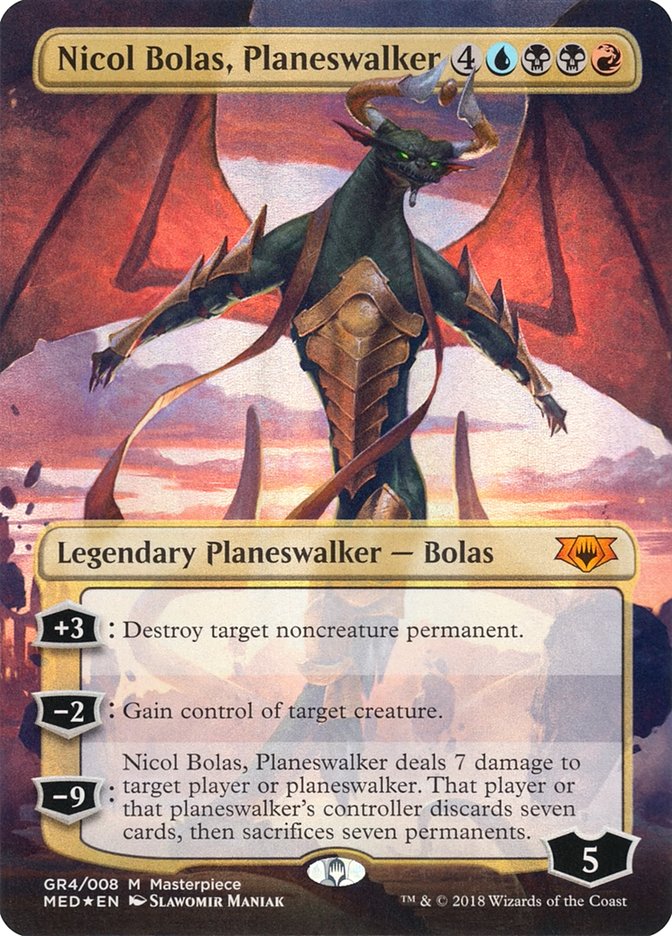 Nicol Bolas, Planeswalker 4
Legendary Planeswalker — Bolas
+3 : Destroy target noncreature permanent.
−2 : Gain control of target creature.
Nicol Bolas, Planeswalker deals 7 damage to
−9 : target player or planeswalker. That player or
that planeswalker's controller discards seven
cards, then sacrifices seven permanents.
5
GR4/008 M Masterpiece
MED★EN Slawomir Maniak
™ & © 2018 Wizards of the Coast